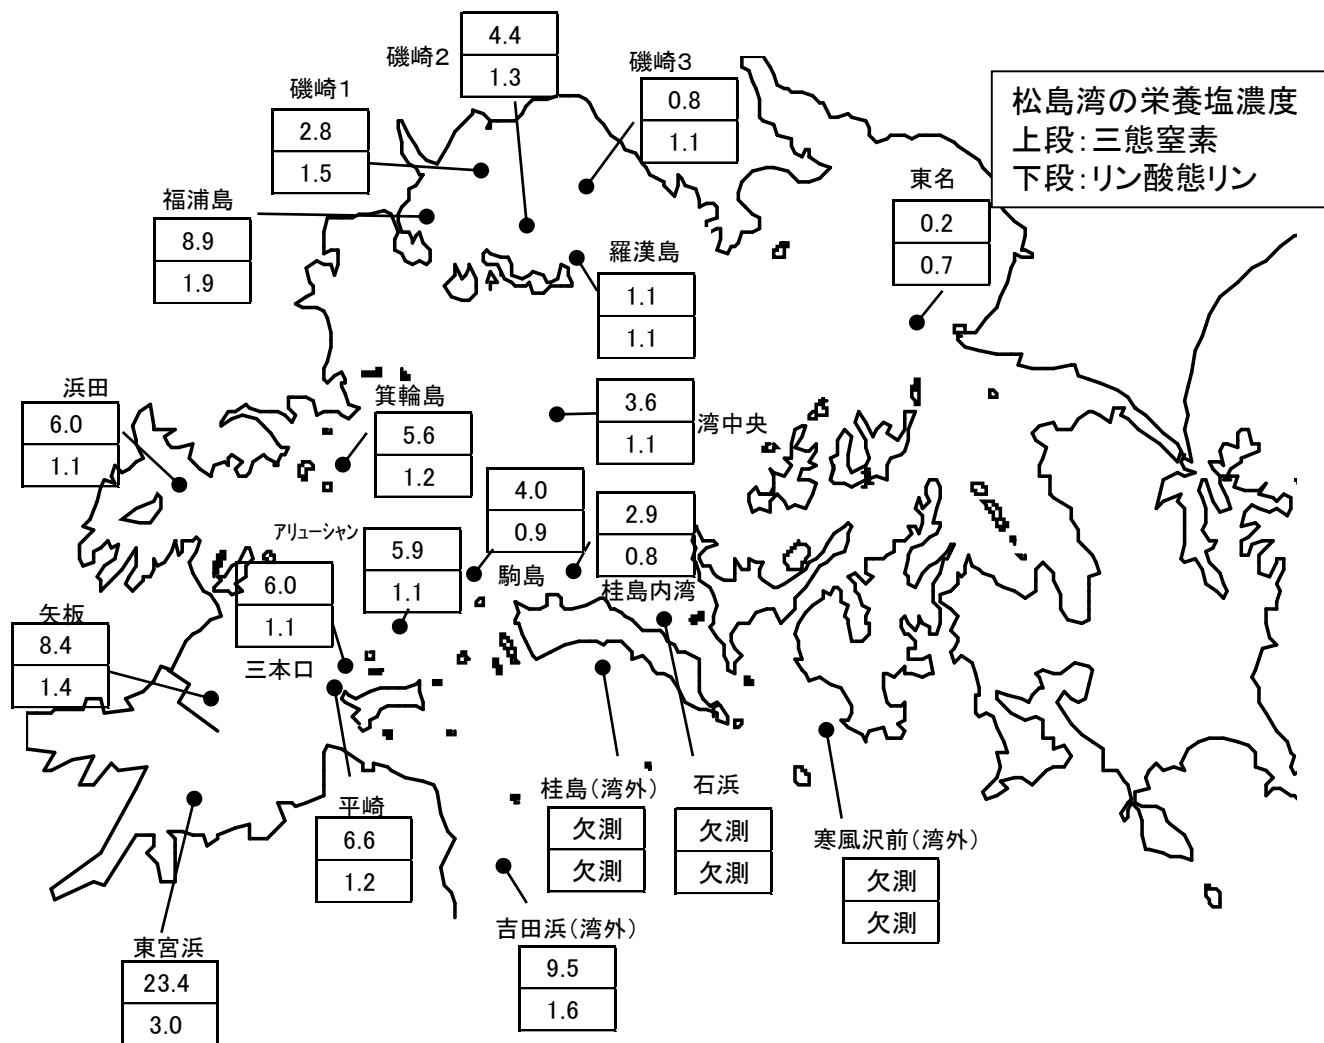 磯崎2
4.4
1.3
磯崎3
0.8
1.1
磯崎1
2.8
1.5
松島湾の栄養塩濃度
上段:三態窒素
下段:リン酸態リン
福浦島
8.9
1.9
東名
0.2
0.7
羅漢島
1.1
1.1
浜田
6.0
1.1
箕輪島
5.6
1.2
3.6
1.1
湾中央
4.0
0.9
駒島
2.9
0.8
桂島内湾
アリューシャン
5.9
1.1
6.0
1.1
三本口
矢板
8.4
1.4
平崎
6.6
1.2
桂島(湾外)
欠測
欠測
石浜
欠測
欠測
寒風沢前(湾外)
欠測
欠測
東宮浜
23.4
3.0
吉田浜(湾外)
9.5
1.6